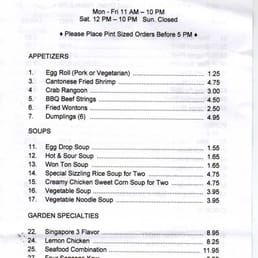 Mon - Fri 11 AM – 10 PM
Sat. 12 PM – 10 PM Sun. Closed
♦ Please Place Pint Sized Orders Before 5 PM ♦
APPETIZERS
1. Egg Roll (Pork or Vegetarian) 1.25
3. Cantonese Fried Shrimp 4.75
4 Crab Rangoon 3.00
5. BBQ Beef Strings 4.50
6. Fried Wontons 2.50
7. Dumplings (6) 4.95
SOUPS
11. Egg Drop Soup 1.55
12. Hot & Sour Soup 1.65
13. Won Ton Soup 1.65
14. Special Sizzling Rice Soup for Two 4.75
15. Creamy Chicken Sweet Corn Soup for Two 4.75
16. Vegetable Soup 3.95
17. Vegetable Noodle Soup 3.95
GARDEN SPECIALTIES
22. Singapore 3 Flavor 8.95
24. Lemon Chicken 8.25
25. Seafood Combination 11.95